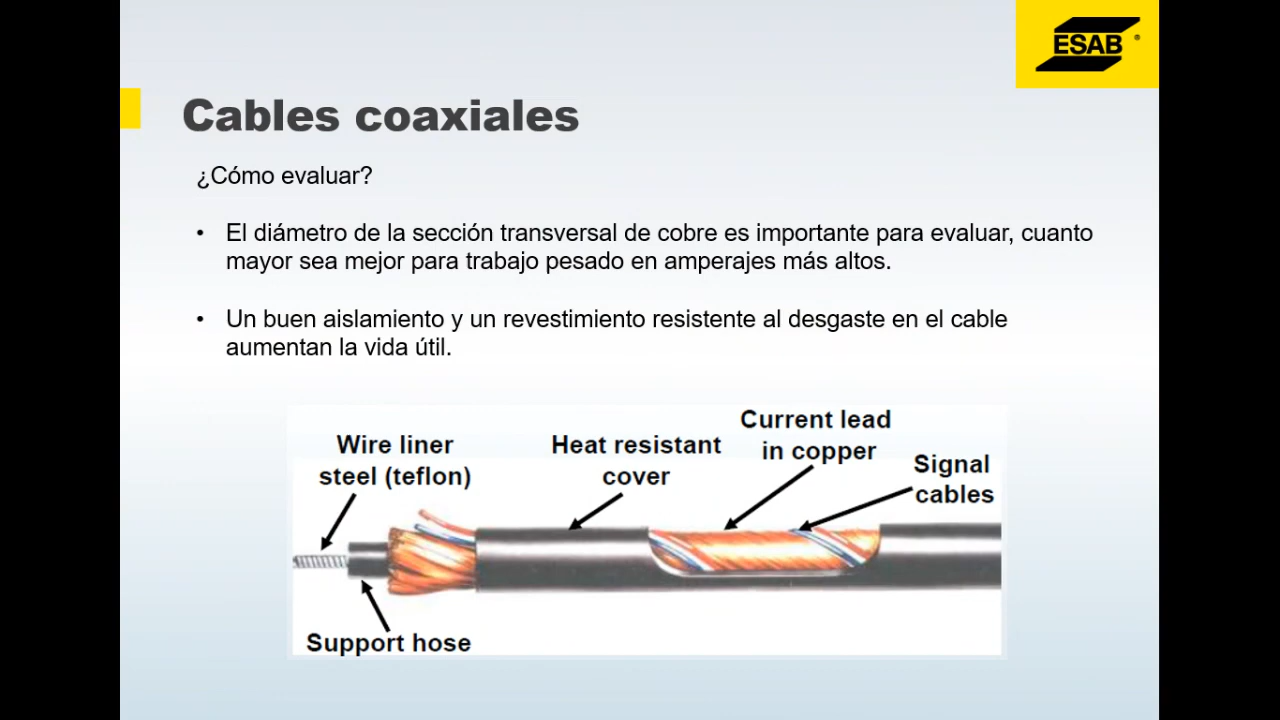 ESAB
Cables coaxiales
¿Cómo evaluar?
• El diámetro de la sección transversal de cobre es importante para evaluar, cuanto
mayor sea mejor para trabajo pesado en amperajes más altos.
• Un buen aislamiento y un revestimiento resistente al desgaste en el cable
aumentan la vida útil.
Wire liner
steel (teflon)
Heat resistant
cover
Current lead
in copper
Signal
cables
Support hose